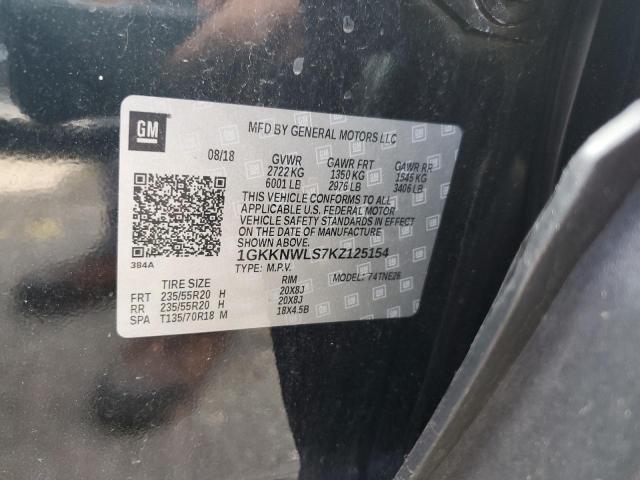 GM
MFD BY GENERAL MOTORS LLC
08/18 GVWR GAWR FRT GAWR RR
2722 KG 1350 KG 1545 KG
6001 LB 2976 LB 3406 LB
THIS VEHICLE CONFORMS TO ALL
APPLICABLE U.S. FEDERAL MOTOR
VEHICLE SAFETY STANDARDS IN EFFECT
ON THE DATE OF MANUFACTURE
SHOWN ABOVE.
1GKKNWLS7KZ125154
384A
TYPE: M.P.V. MODEL: 74TNE26
TIRE SIZE RIM
FRT 235/55R20 H 20X8J
RR 235/55R20 H 20X8J
SPA T135/70R18 M 18X4.5B